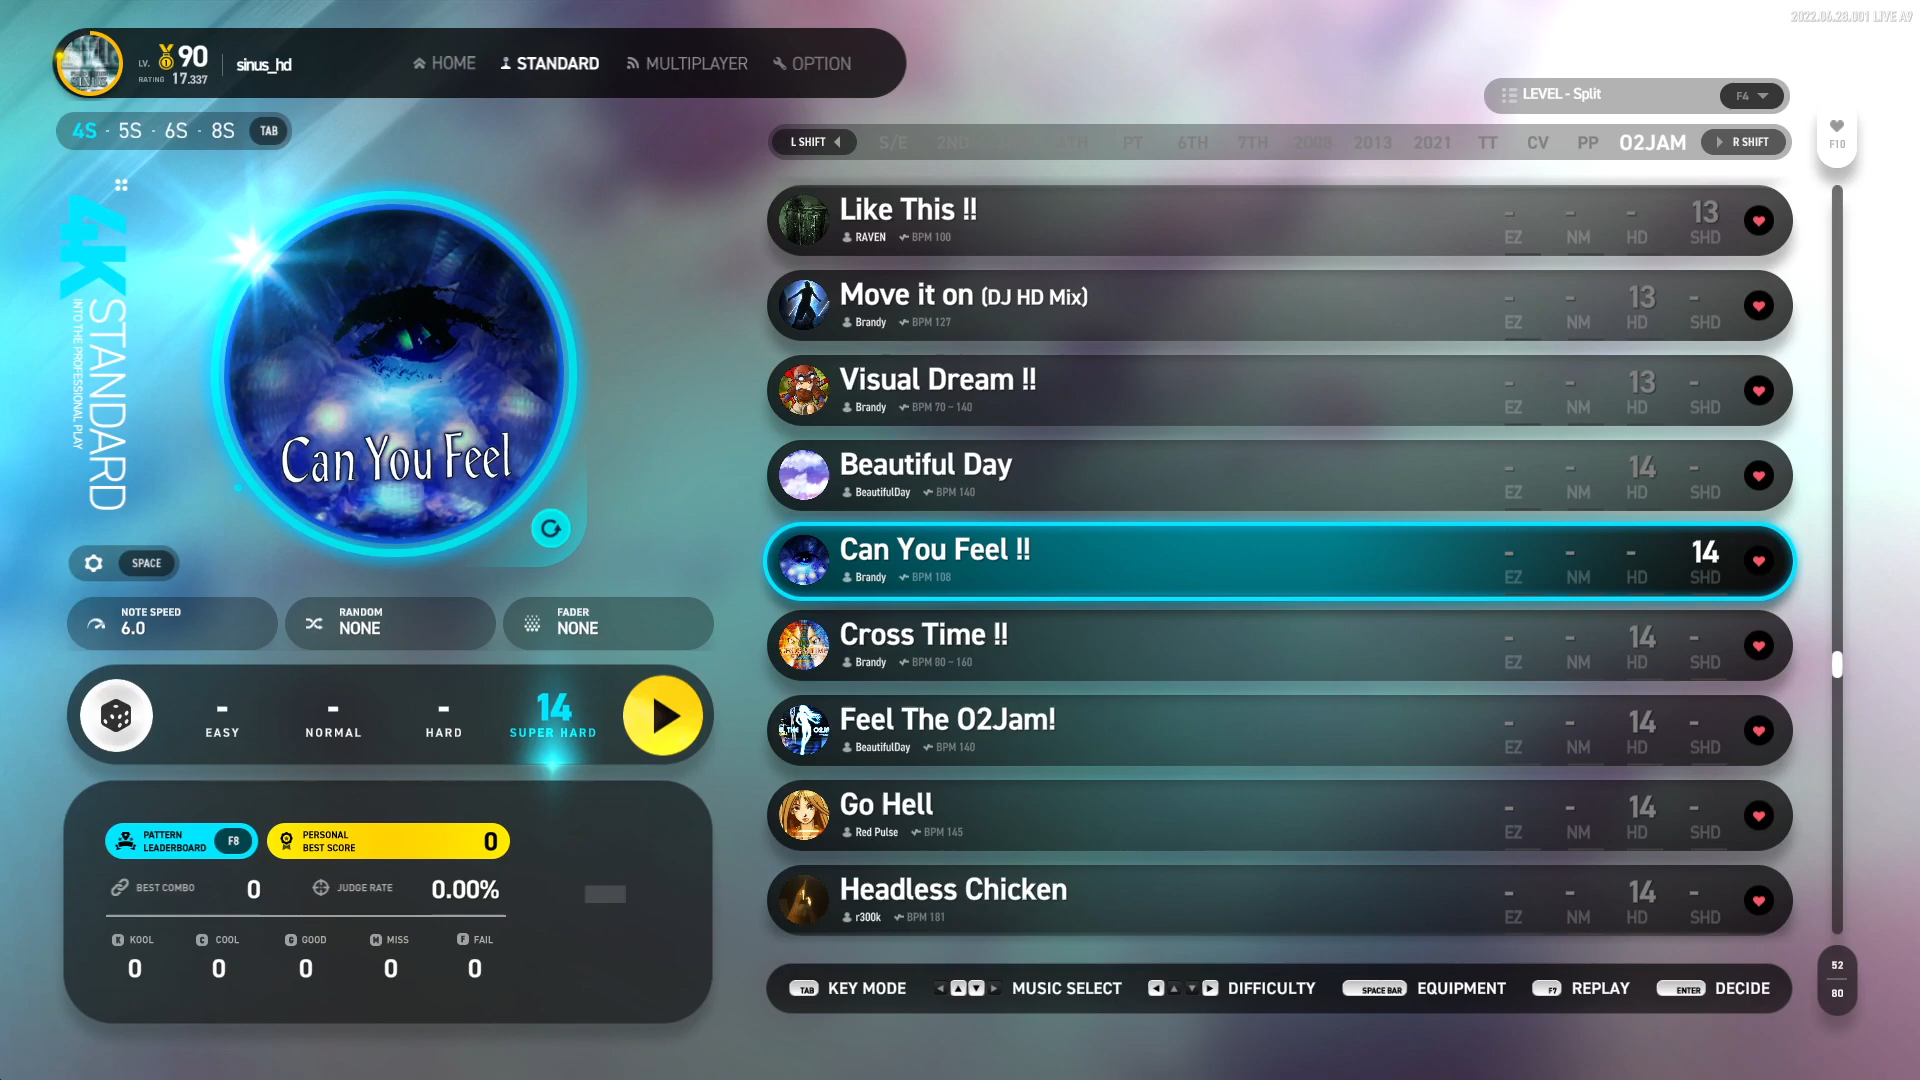 2022.06.28.001 LIVE A9
LV. 90
RATING 17.337
sinus_hd
HOME STANDARD MULTIPLAYER OPTION
LEVEL - Split F4
4S · 5S · 6S · 8S TAB
L SHIFT S/E 2ND PT 6TH 7TH 2008 2013 2021 TT CV PP O2JAM R SHIFT
F10
4K STANDARD
INTO THE PROFESSIONAL PLAY
Can You Feel
SPACE
NOTE SPEED
6.0
RANDOM
NONE
FADER
NONE
- - - 14
EASY NORMAL HARD SUPER HARD
PATTERN
LEADERBOARD F8
PERSONAL
BEST SCORE 0
BEST COMBO 0 JUDGE RATE 0.00%
K KOOL C COOL G GOOD M MISS F FAIL
0 0 0 0 0
Like This !! - - - 13
RAVEN BPM 100 EZ NM HD SHD
Move it on (DJ HD Mix) - - 13 -
Brandy BPM 127 EZ NM HD SHD
Visual Dream !! - - 13 -
Brandy BPM 70 ~ 140 EZ NM HD SHD
Beautiful Day - - 14 -
BeautifulDay BPM 140 EZ NM HD SHD
Can You Feel !! - - - 14
Brandy BPM 108 EZ NM HD SHD
Cross Time !! - - 14 -
Brandy BPM 80 ~ 160 EZ NM HD SHD
Feel The O2Jam! - - 14 -
BeautifulDay BPM 140 EZ NM HD SHD
Go Hell - - 14 -
Red Pulse BPM 145 EZ NM HD SHD
Headless Chicken - - 14 -
r300k BPM 181 EZ NM HD SHD
TAB KEY MODE MUSIC SELECT DIFFICULTY SPACE BAR EQUIPMENT F7 REPLAY ENTER DECIDE
52
80